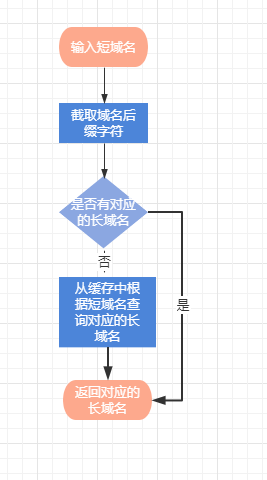 输入短域名
截取域名后
缀字符
是否有对应
的长域名
否
从缓存中根
据短域名查
询对应的长
域名
是
返回对应的
长域名